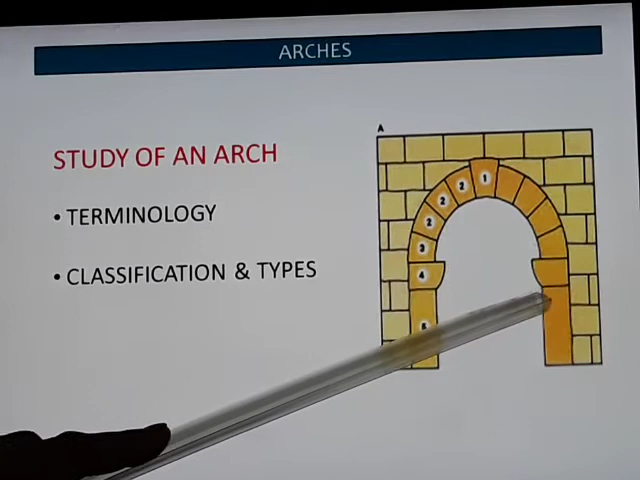 ARCHES
STUDY OF AN ARCH
• TERMINOLOGY
• CLASSIFICATION & TYPES
A
1
2
2
2
3
4
5